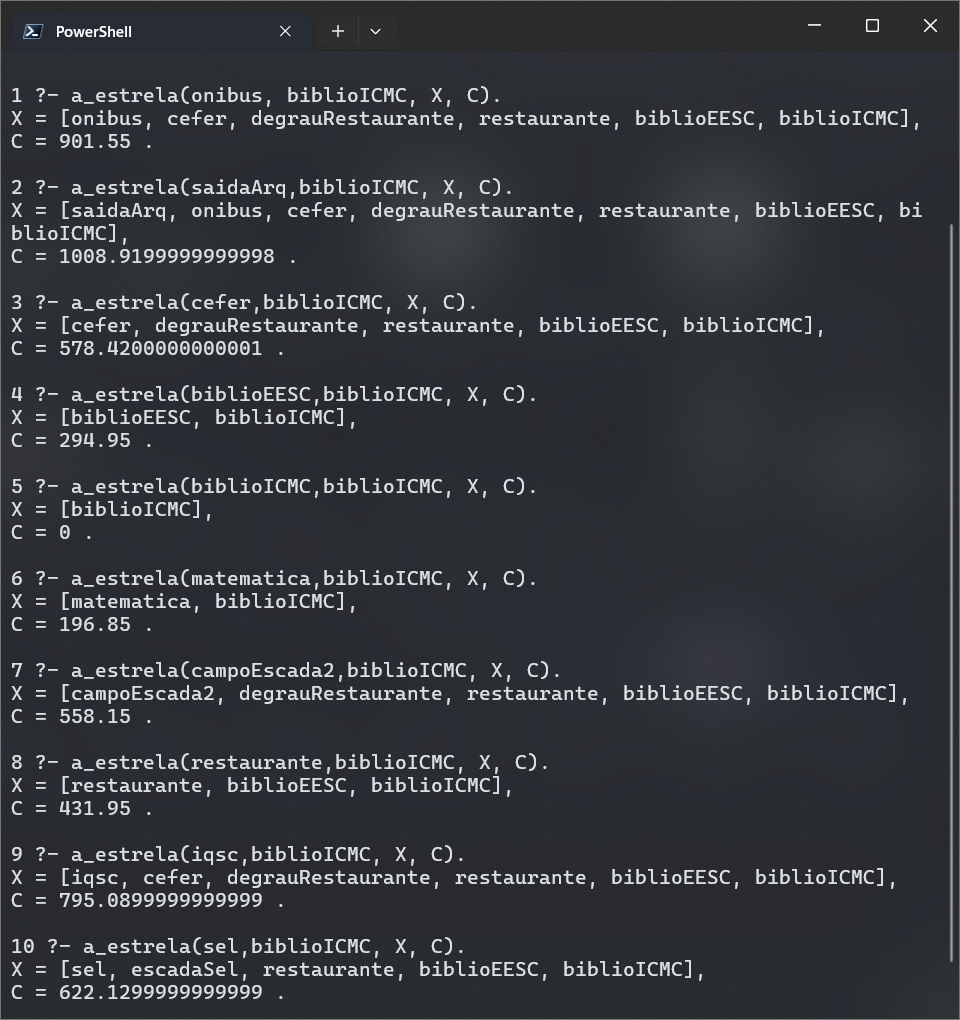 PowerShell
1 ?- a_estrela(onibus, biblioICMC, X, C).
X = [onibus, cefer, degrauRestaurante, restaurante, biblioEESC, biblioICMC],
C = 901.55 .
2 ?- a_estrela(saidaArq,biblioICMC, X, C).
X = [saidaArq, onibus, cefer, degrauRestaurante, restaurante, biblioEESC, bi
blioICMC],
C = 1008.9199999999998 .
3 ?- a_estrela(cefer,biblioICMC, X, C).
X = [cefer, degrauRestaurante, restaurante, biblioEESC, biblioICMC],
C = 578.4200000000001 .
4 ?- a_estrela(biblioEESC,biblioICMC, X, C).
X = [biblioEESC, biblioICMC],
C = 294.95 .
5 ?- a_estrela(biblioICMC,biblioICMC, X, C).
X = [biblioICMC],
C = 0 .
6 ?- a_estrela(matematica,biblioICMC, X, C).
X = [matematica, biblioICMC],
C = 196.85 .
7 ?- a_estrela(campoEscada2,biblioICMC, X, C).
X = [campoEscada2, degrauRestaurante, restaurante, biblioEESC, biblioICMC],
C = 558.15 .
8 ?- a_estrela(restaurante,biblioICMC, X, C).
X = [restaurante, biblioEESC, biblioICMC],
C = 431.95 .
9 ?- a_estrela(iqsc,biblioICMC, X, C).
X = [iqsc, cefer, degrauRestaurante, restaurante, biblioEESC, biblioICMC],
C = 795.0899999999999 .
10 ?- a_estrela(sel,biblioICMC, X, C).
X = [sel, escadaSel, restaurante, biblioEESC, biblioICMC],
C = 622.1299999999999 .